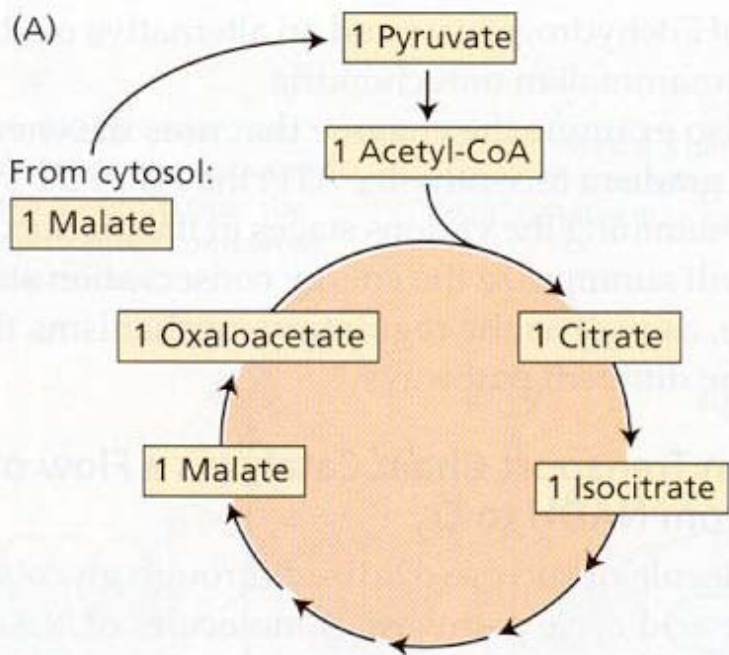 (A)
1 Pyruvate
1 Acetyl-CoA
From cytosol:
1 Malate
1 Oxaloacetate
1 Citrate
1 Malate
1 Isocitrate